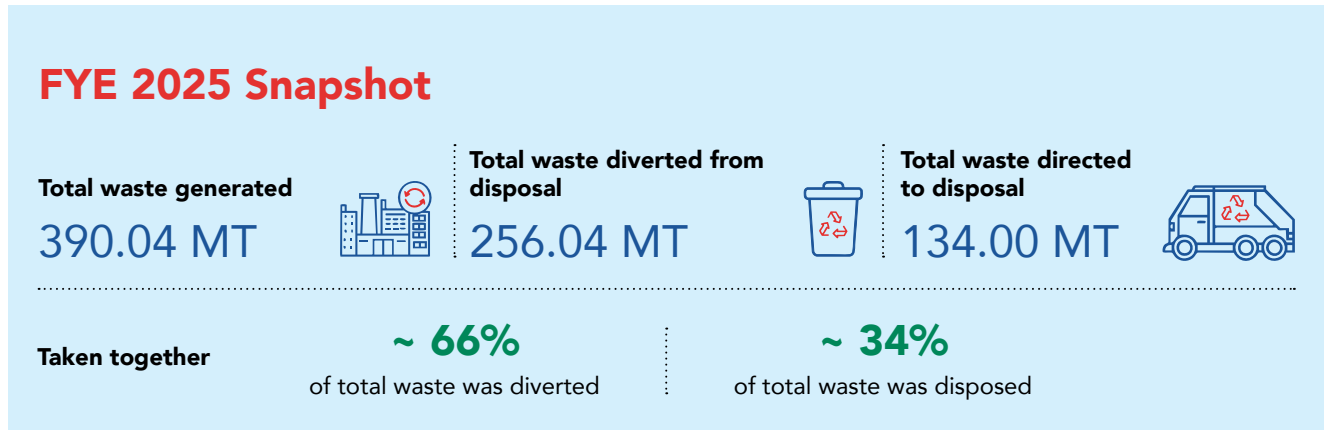 FYE 2025 Snapshot
Total waste generated
390.04 MT
Total waste diverted from
disposal
256.04 MT
Total waste directed
to disposal
134.00 MT
Taken together
~ 66%
of total waste was diverted
~ 34%
of total waste was disposed